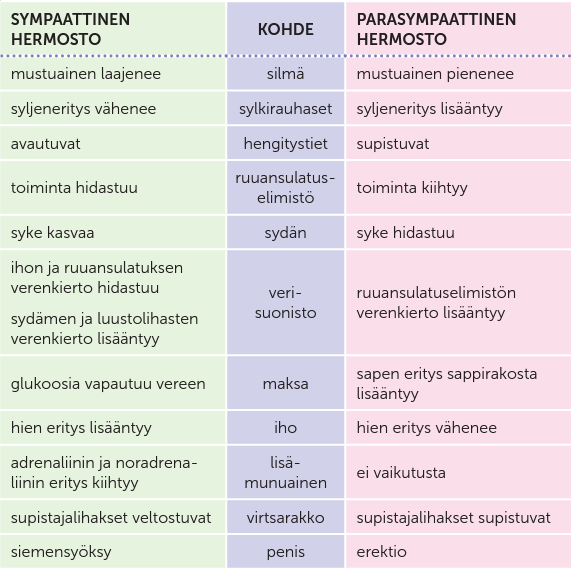 SYMPAATTINEN
HERMOSTO
KOHDE
PARASYMPAATTINEN
HERMOSTO
mustuainen laajenee
silmä
mustuainen pienenee
syljeneritys vähenee
sylkirauhaset
syljeneritys lisääntyy
avautuvat
hengitystiet
supistuvat
toiminta hidastuu
ruuansulatus-
elimistö
toiminta kiihtyy
syke kasvaa
sydän
syke hidastuu
ihon ja ruuansulatuksen
verenkierto hidastuu
sydämen ja luustolihasten
verenkierto lisääntyy
veri-
suonisto
ruuansulatuselimistön
verenkierto lisääntyy
glukoosia vapautuu vereen
maksa
sapen eritys sappirakosta
lisääntyy
hien eritys lisääntyy
iho
hien eritys vähenee
adrenaliinin ja noradrena-
liinin eritys kiihtyy
lisä-
munuainen
ei vaikutusta
supistajalihakset veltostuvat
virtsarakko
supistajalihakset supistuvat
siemensyöksy
penis
erektio